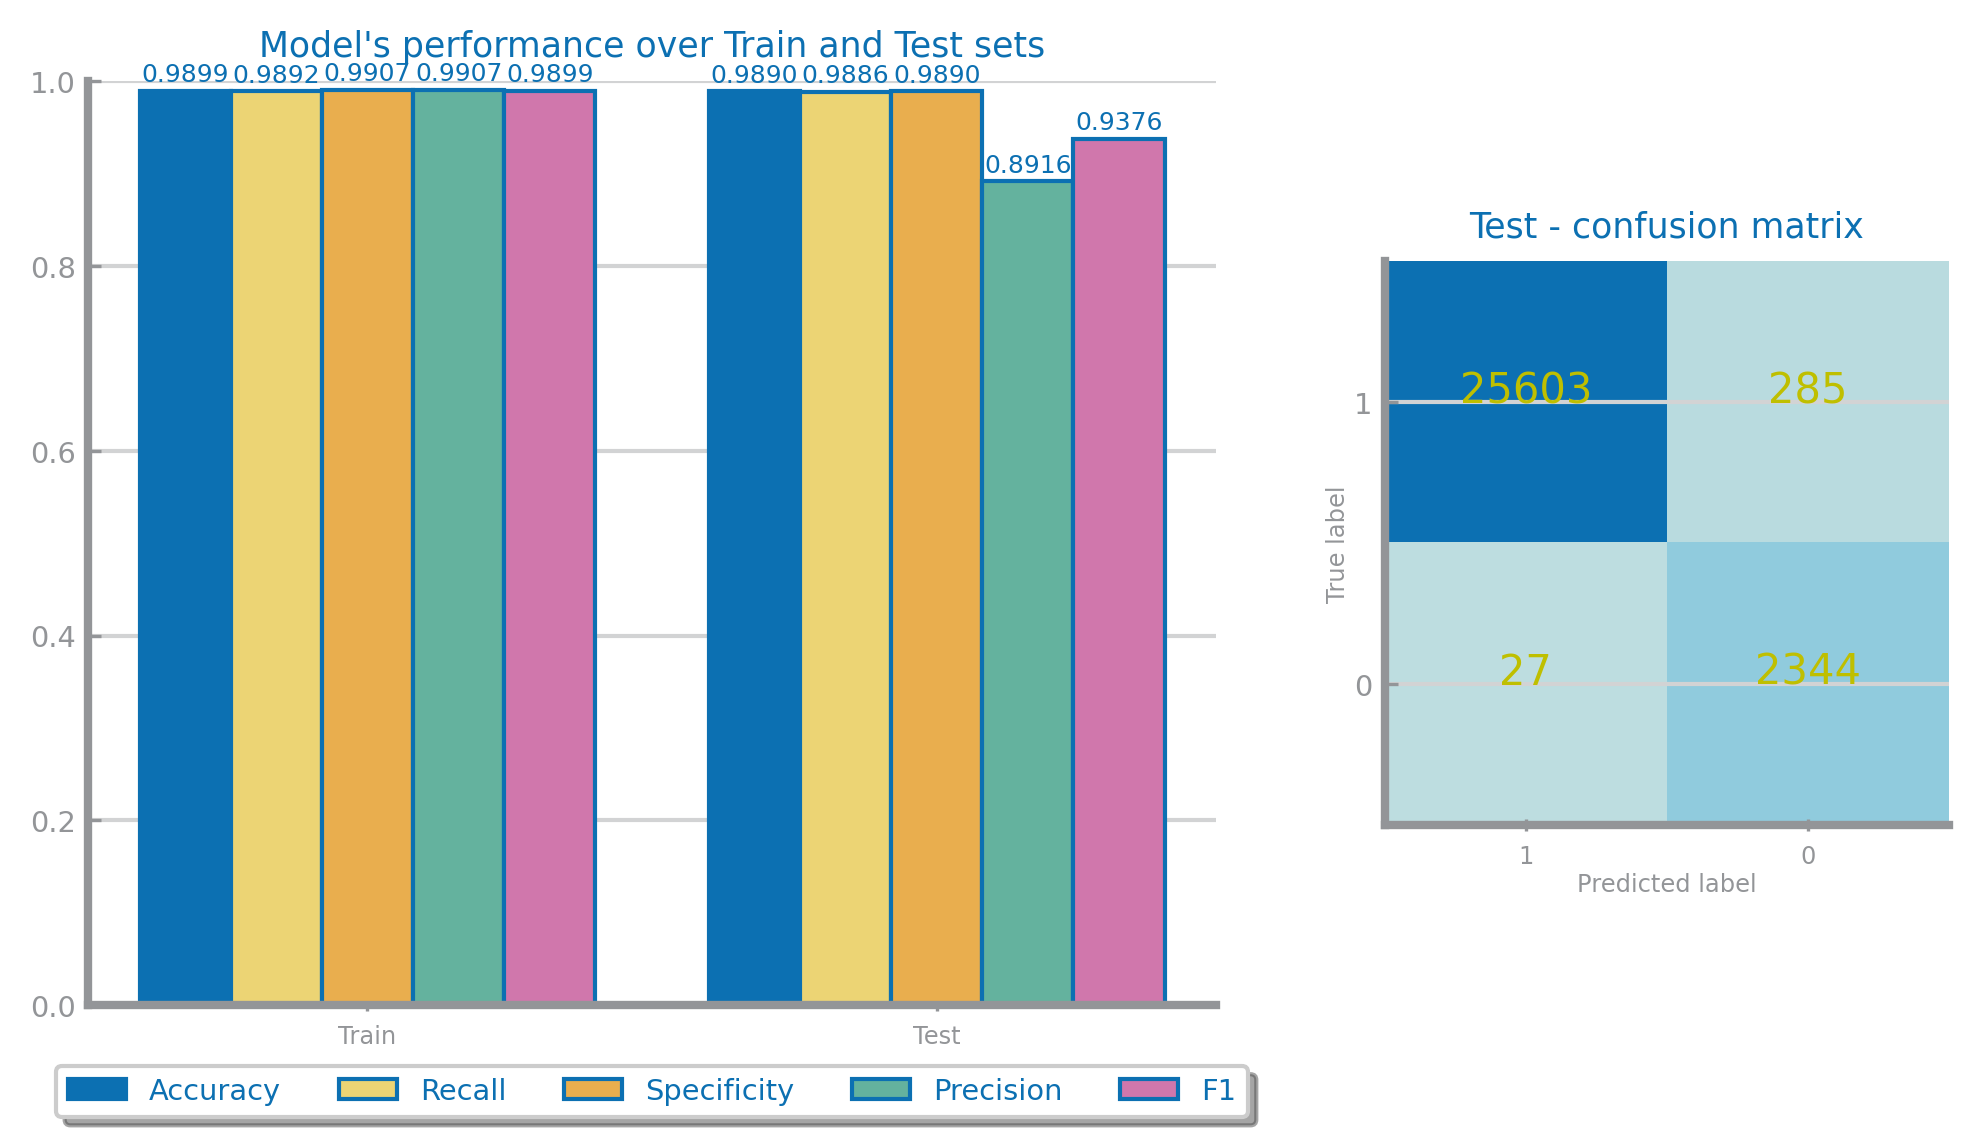 Model's performance over Train and Test sets
0.9899 0.9892 0.9907 0.9907 0.9899 0.9890 0.9886 0.9890 0.8916 0.9376
1.0
0.8
0.6
0.4
0.2
0.0
Train Test
Accuracy Recall Specificity Precision F1
Test - confusion matrix
True label
1 25603 285
0 27 2344
1 0
Predicted label